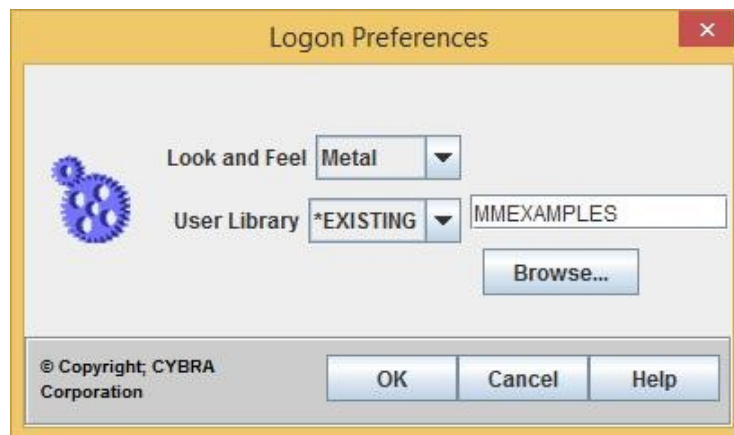 Logon Preferences
Look and Feel Metal
User Library *EXISTING MMEXAMPLES
Browse...
© Copyright; CYBRA
Corporation
OK Cancel Help